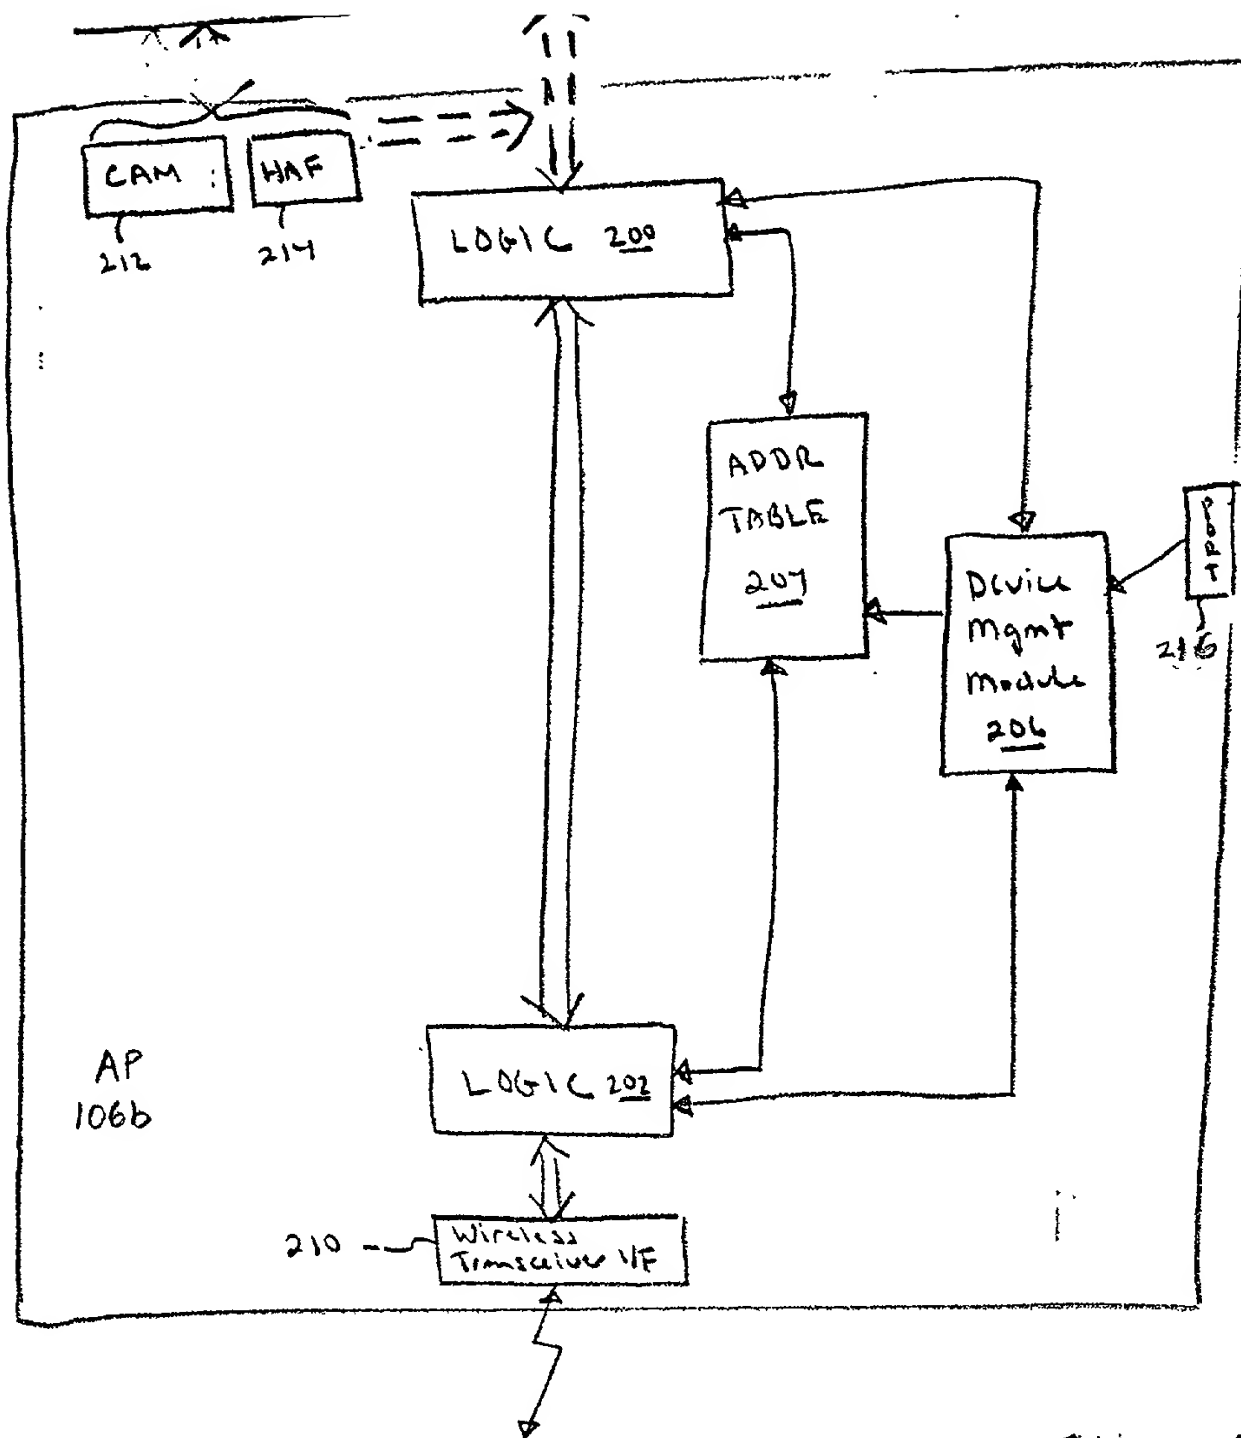 CAM
HAF
212
214
LOGIC 200
ADDR
TABLE
204
PORT
216
Device
Mgmt
Module
206
AP
106b
LOGIC 202
210
Wireless
Transceiver I/F